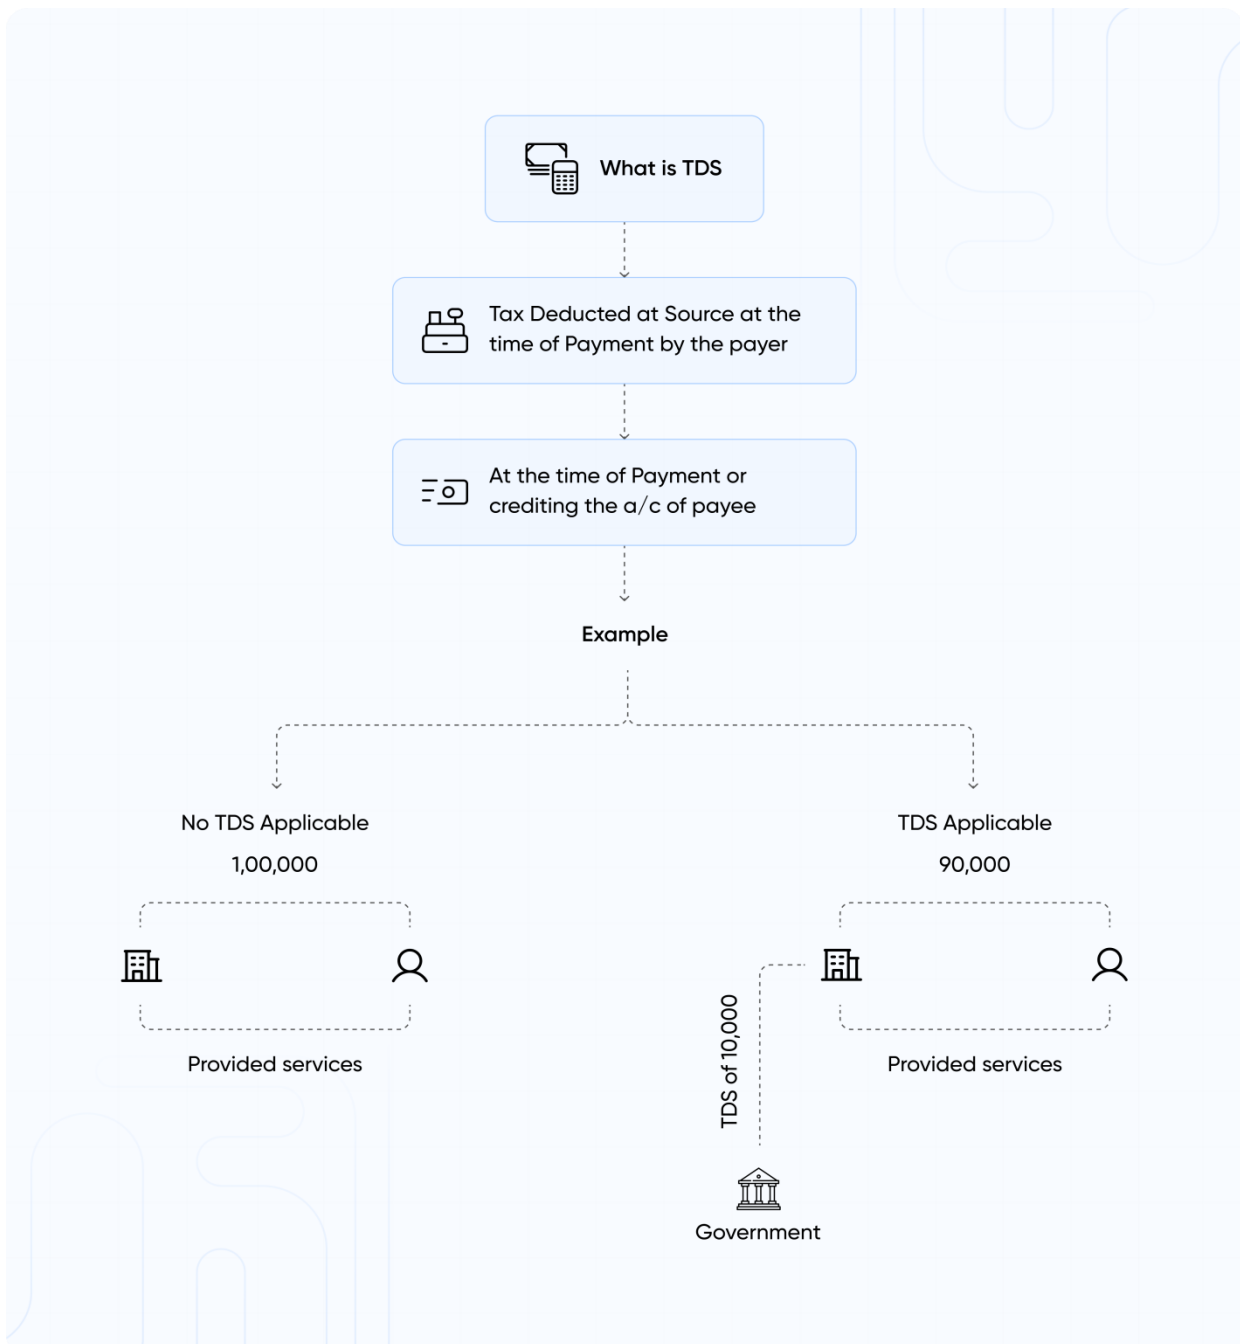 What is TDS
Tax Deducted at Source at the
time of Payment by the payer
At the time of Payment or
crediting the a/c of payee
Example
No TDS Applicable
1,00,000
Provided services
TDS Applicable
90,000
TDS of 10,000
Provided services
Government